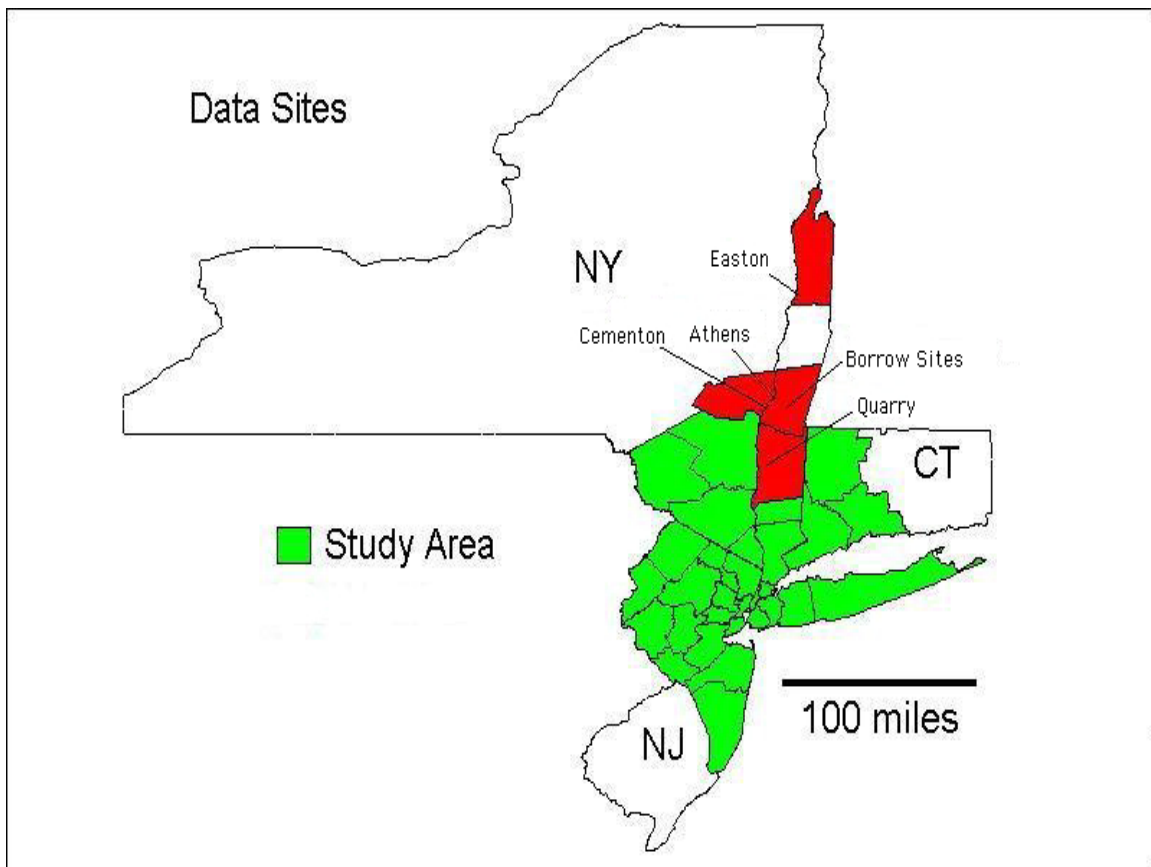 Data Sites
NY
Easton
Cementon
Athens
Borrow Sites
Quarry
CT
Study Area
100 miles
NJ